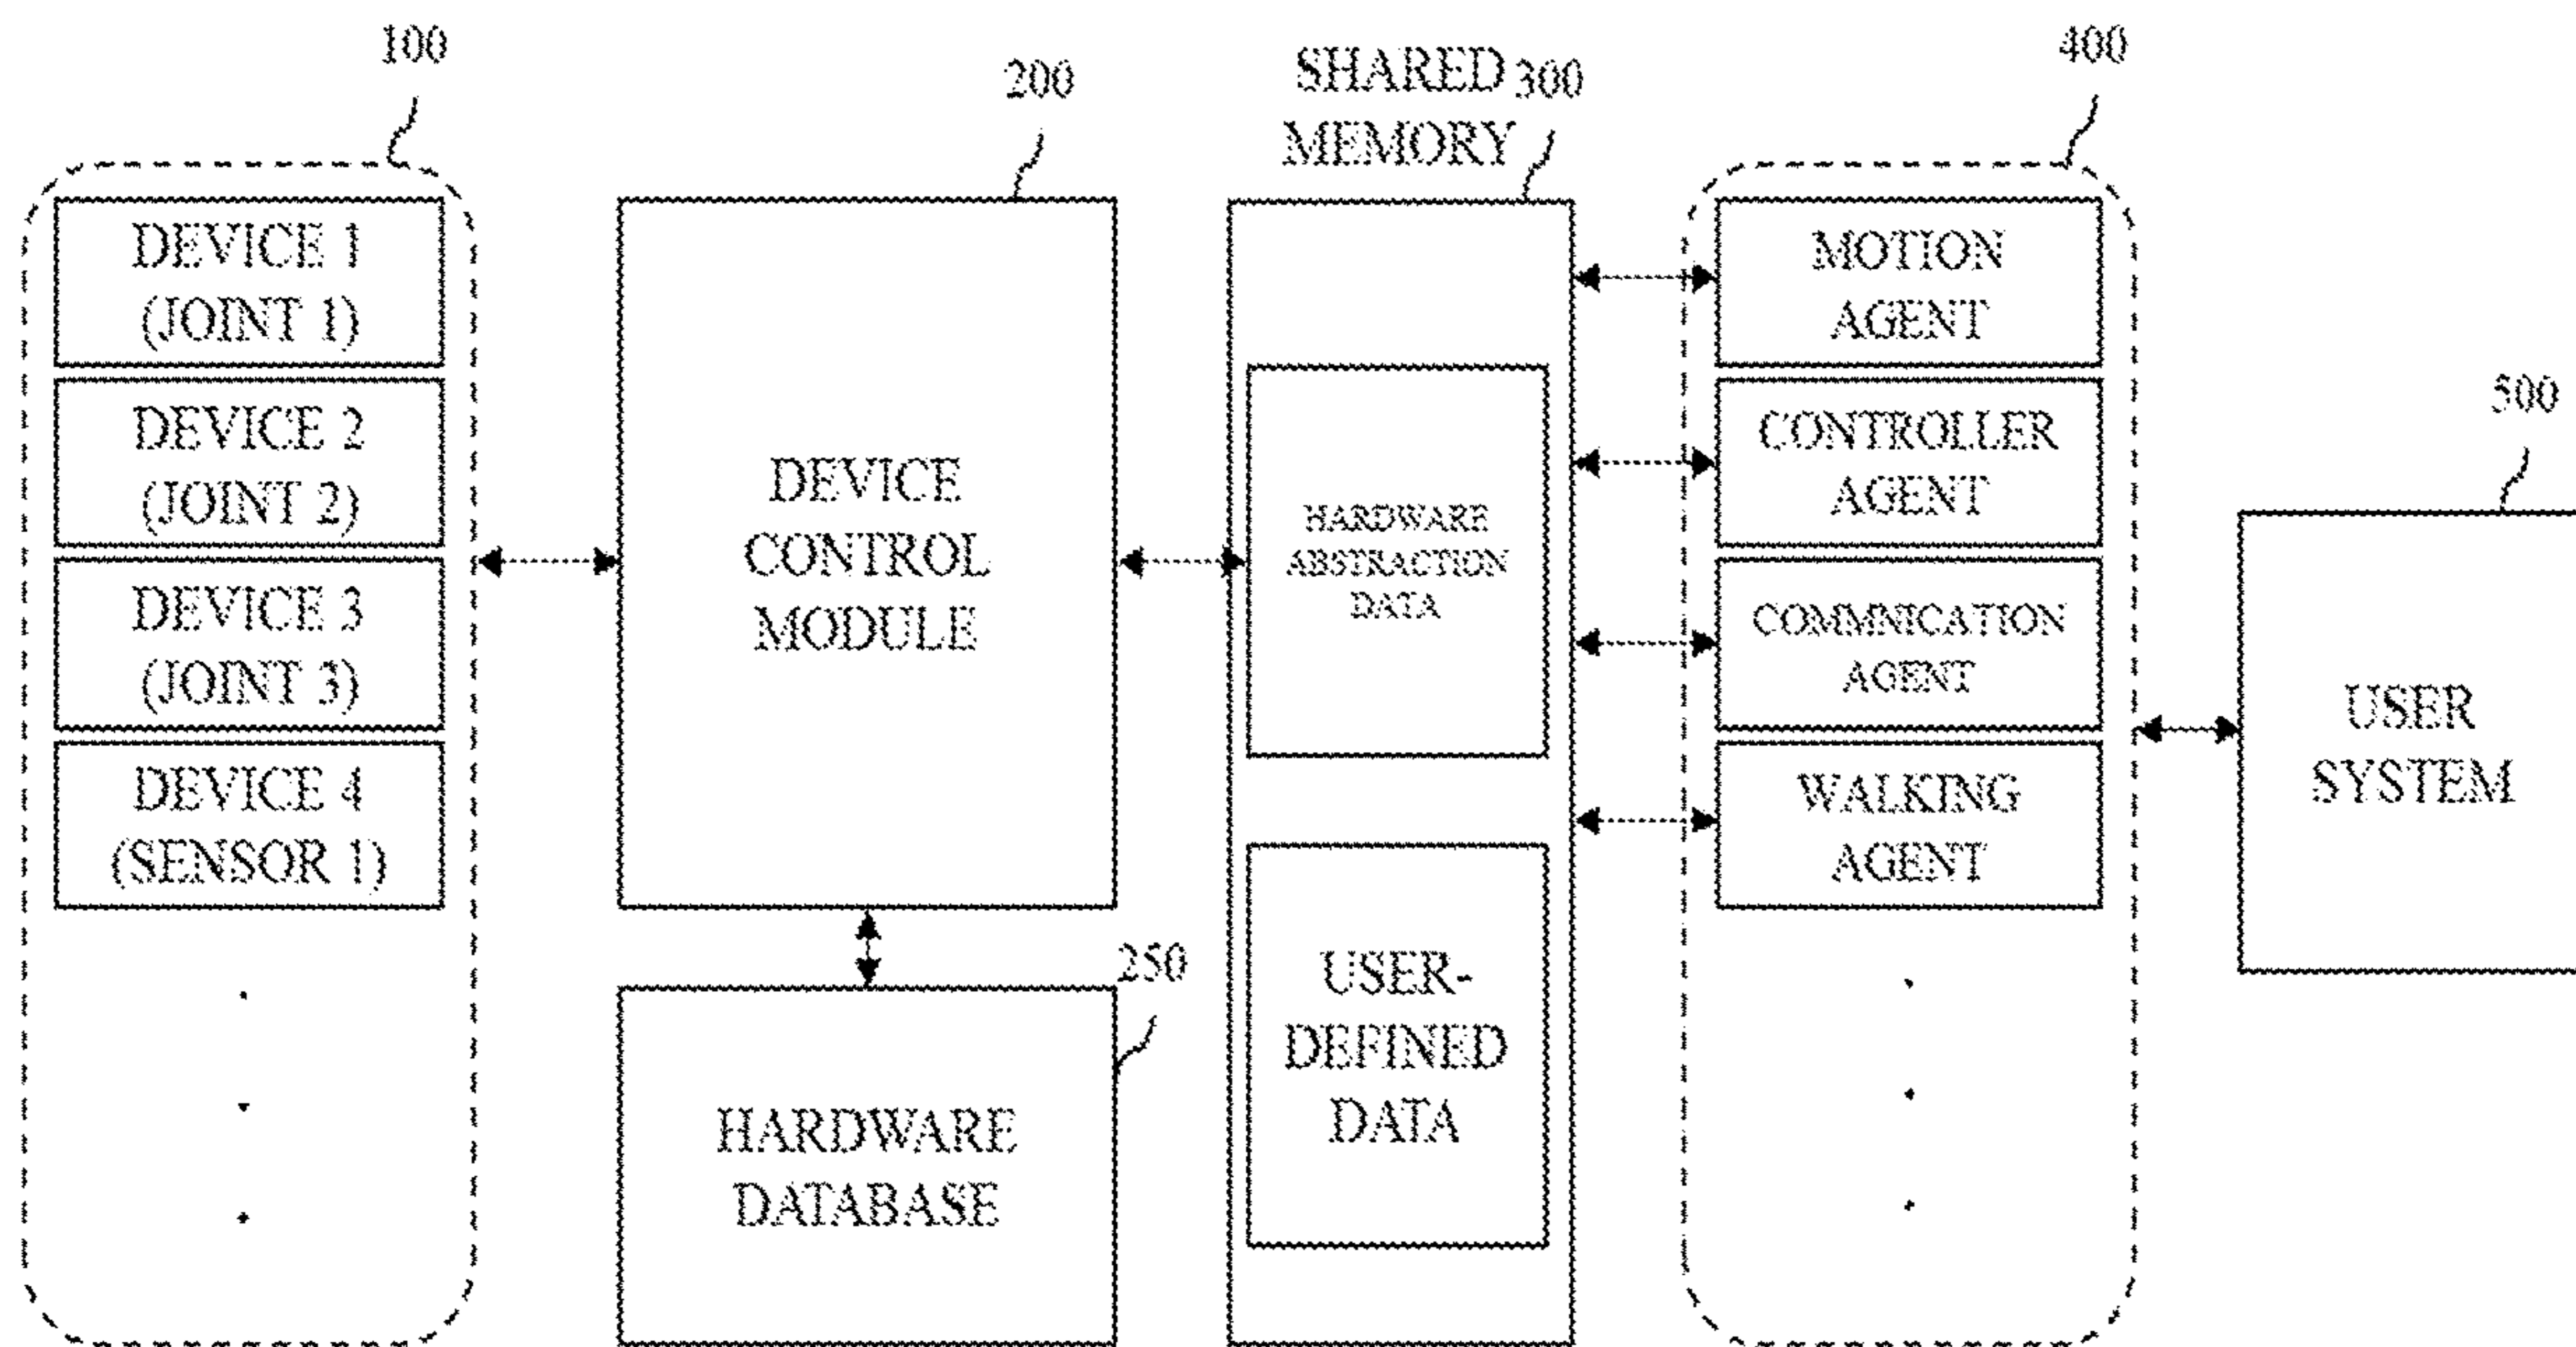 100
DEVICE 1
(JOINT 1)
DEVICE 2
(JOINT 2)
DEVICE 3
(JOINT 3)
DEVICE 4
(SENSOR 1)
200
DEVICE
CONTROL
MODULE
250
HARDWARE
DATABASE
SHARED
MEMORY
300
HARDWARE
ABSTRACTION
DATA
USER-
DEFINED
DATA
400
MOTION
AGENT
CONTROLLER
AGENT
COMMNICATION
AGENT
WALKING
AGENT
500
USER
SYSTEM